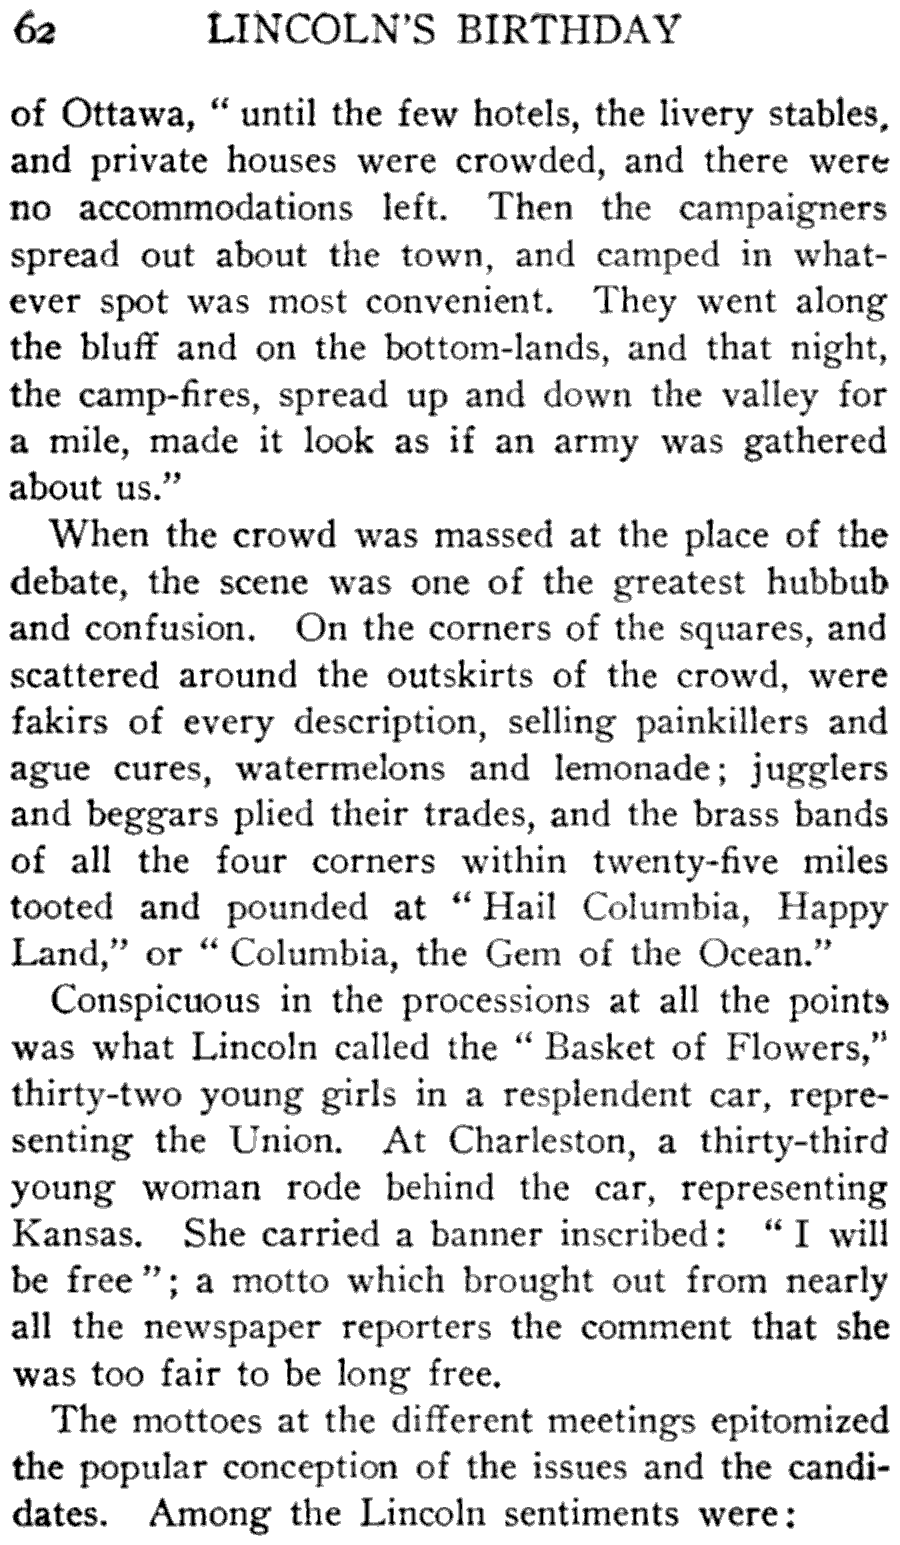 62 LINCOLN'S BIRTHDAY
of Ottawa, “ until the few hotels, the livery stables,
and private houses were crowded, and there were
no accommodations left. Then the campaigners
spread out about the town, and camped in what-
ever spot was most convenient. They went along
the bluff and on the bottom-lands, and that night,
the camp-fires, spread up and down the valley for
a mile, made it look as if an army was gathered
about us.”
When the crowd was massed at the place of the
debate, the scene was one of the greatest hubbub
and confusion. On the corners of the squares, and
scattered around the outskirts of the crowd, were
fakirs of every description, selling painkillers and
ague cures, watermelons and lemonade; jugglers
and beggars plied their trades, and the brass bands
of all the four corners within twenty-five miles
tooted and pounded at “ Hail Columbia, Happy
Land,” or “ Columbia, the Gem of the Ocean.”
Conspicuous in the processions at all the points
was what Lincoln called the “ Basket of Flowers,”
thirty-two young girls in a resplendent car, repre-
senting the Union. At Charleston, a thirty-third
young woman rode behind the car, representing
Kansas. She carried a banner inscribed: “ I will
be free ”; a motto which brought out from nearly
all the newspaper reporters the comment that she
was too fair to be long free.
The mottoes at the different meetings epitomized
the popular conception of the issues and the candi-
dates. Among the Lincoln sentiments were: